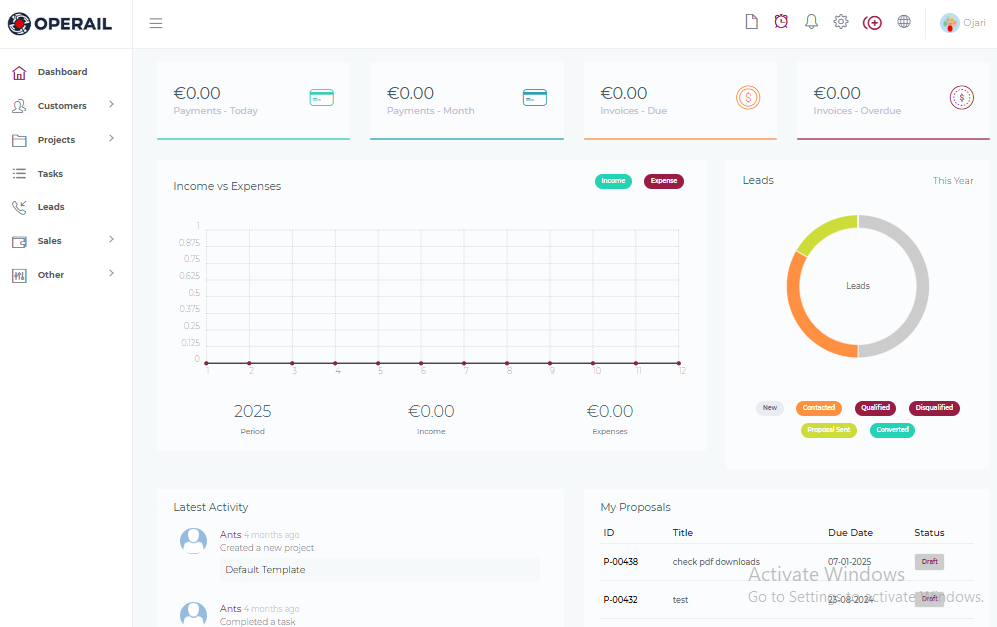 OPERAIL
Ojari
Dashboard
Customers
Projects
Tasks
Leads
Sales
Other
€0.00
Payments - Today
€0.00
Payments - Month
€0.00
Invoices - Due
€0.00
Invoices - Overdue
Income vs Expenses
Income
Expense
1
0.875
0.75
0.625
0.5
0.375
0.25
0.125
0
1 2 3 4 5 6 7 8 9 10 11 12
2025
Period
€0.00
Income
€0.00
Expenses
Leads
This Year
Leads
New
Contacted
Qualified
Disqualified
Proposal Sent
Converted
Latest Activity
Ants 4 months ago
Created a new project
Default Template
Ants 4 months ago
Completed a task
My Proposals
ID Title Due Date Status
P-00438 check pdf downloads 07-01-2025 Draft
P-00432 test 23-08-2024 Draft
Activate Windows
Go to Settings to activate Windows.